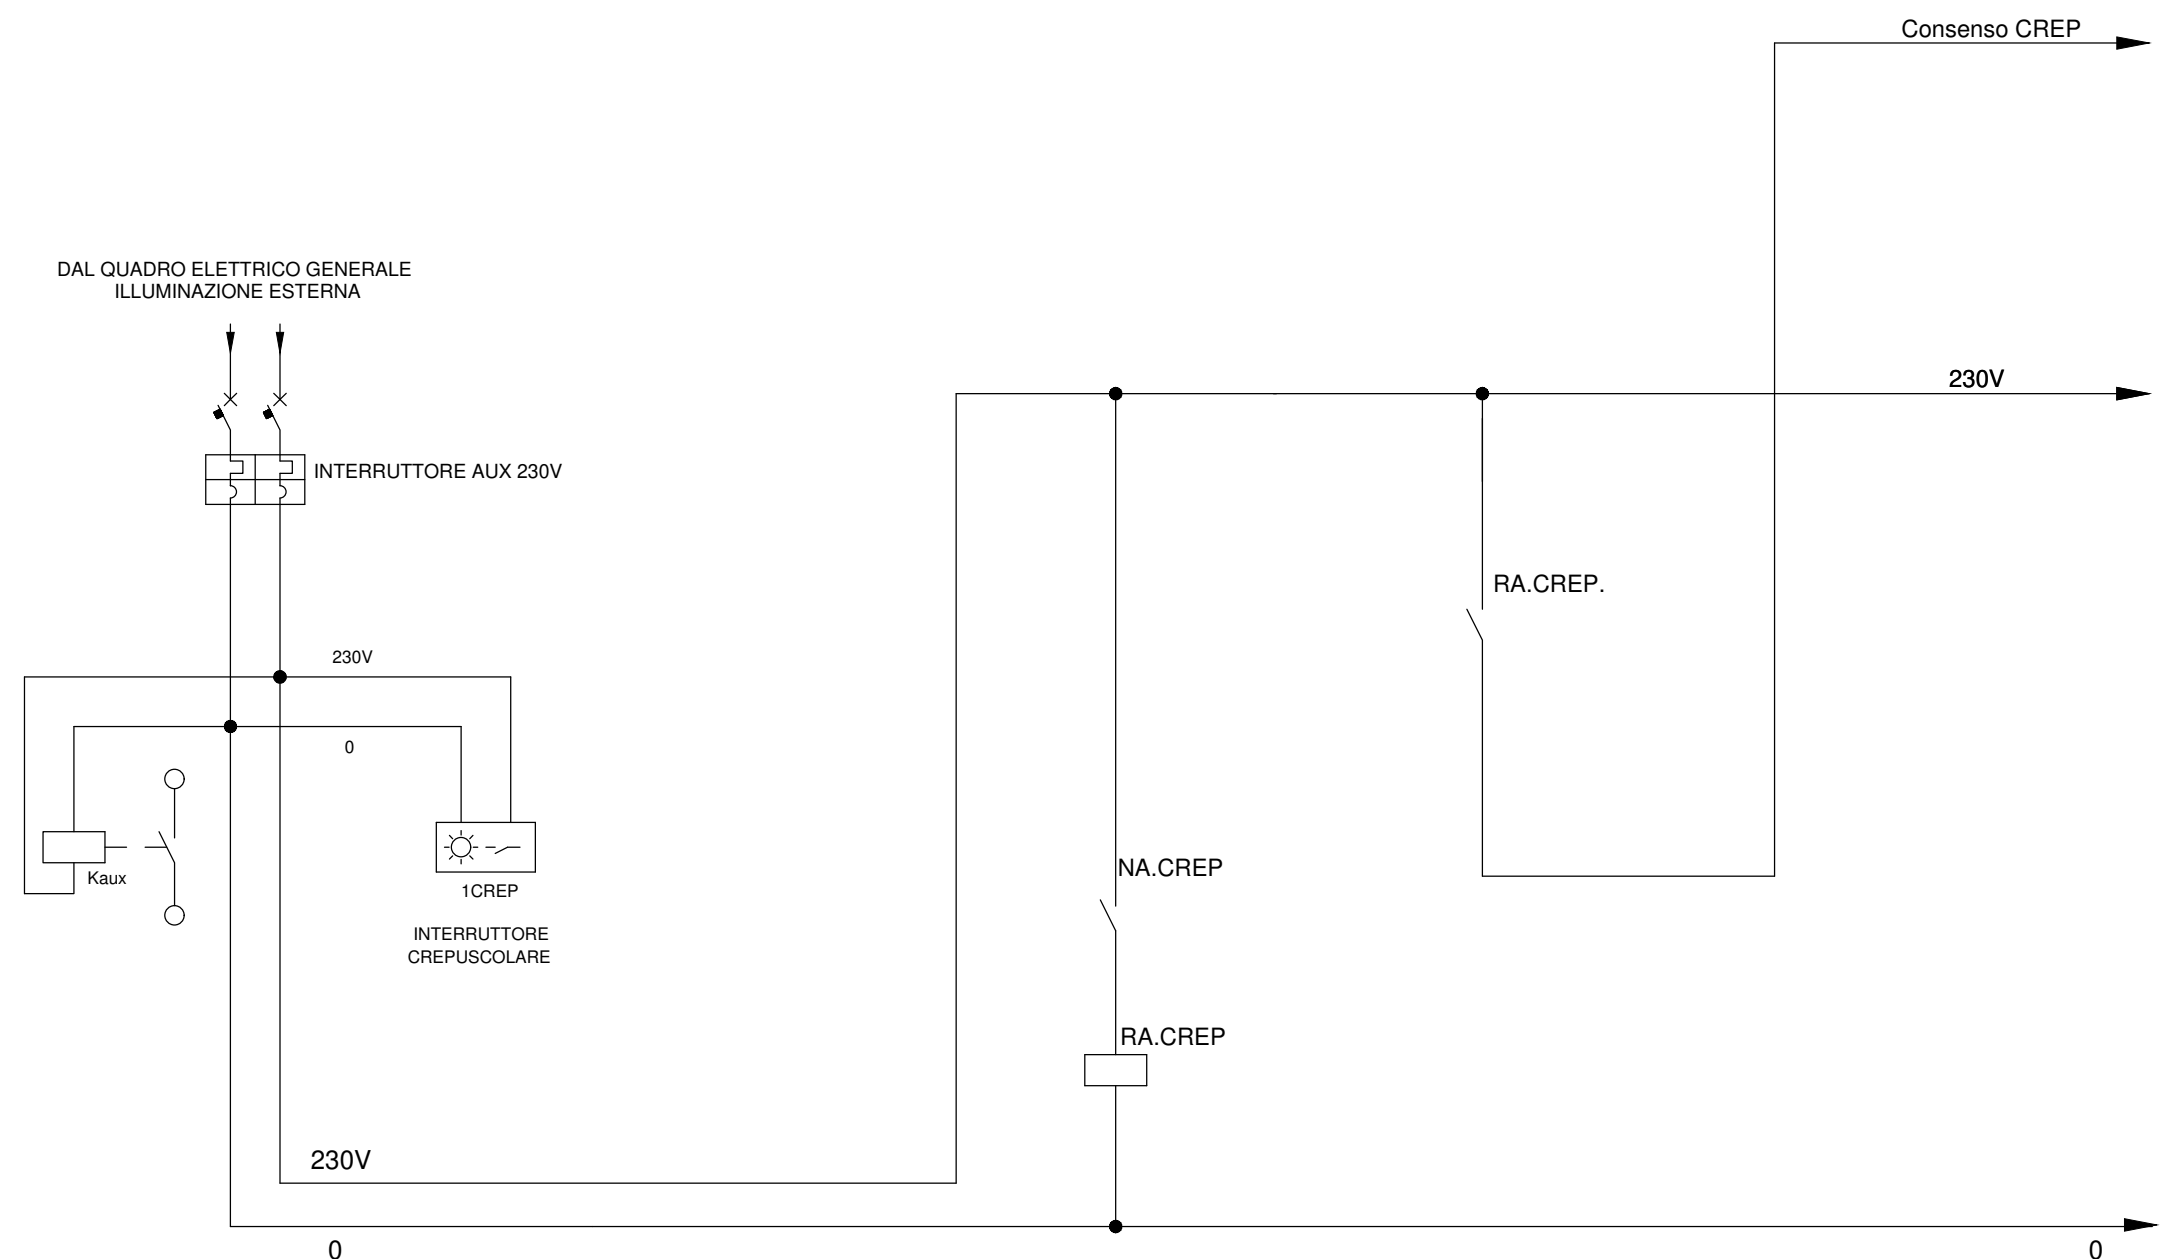 Consenso CREP
DAL QUADRO ELETTRICO GENERALE
ILLUMINAZIONE ESTERNA
230V
INTERRUTTORE AUX 230V
RA.CREP.
230V
0
NA.CREP
Kaux
1CREP
INTERRUTTORE
CREPUSCOLARE
RA.CREP
230V
0
0